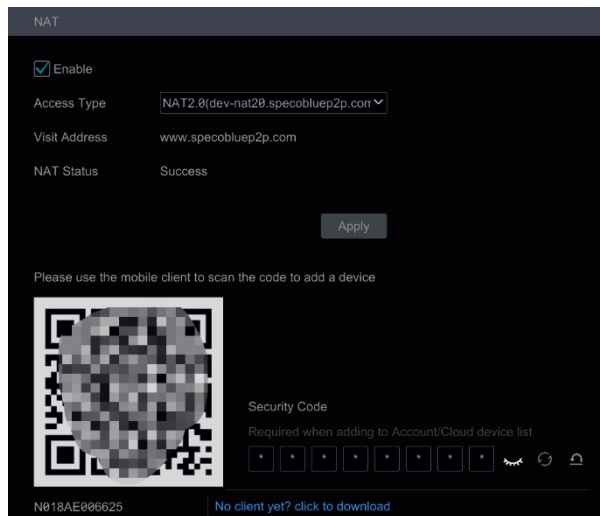 NAT
Enable
Access Type NAT2.0(dev-nat20.specobluep2p.com
Visit Address www.specobluep2p.com
NAT Status Success
Apply
Please use the mobile client to scan the code to add a device
Security Code
Required when adding to Account/Cloud device list
* * * * * * * *
N018AE006625 No client yet? click to download